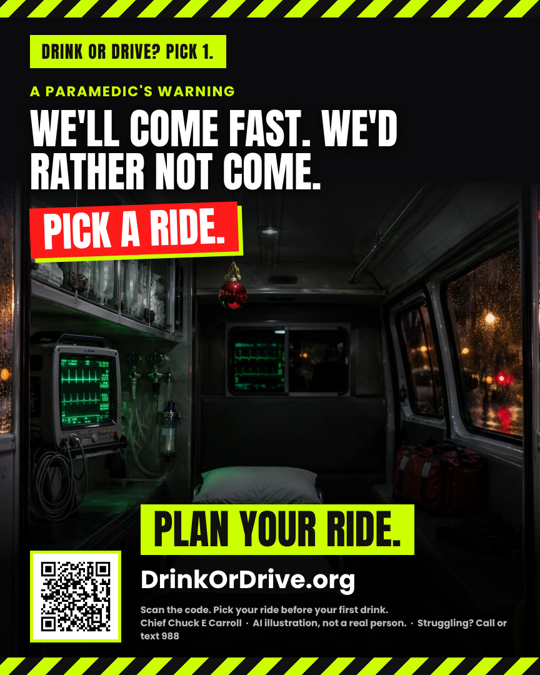 DRINK OR DRIVE? PICK 1.
A PARAMEDIC'S WARNING
WE'LL COME FAST. WE'D
RATHER NOT COME.
PICK A RIDE.
PLAN YOUR RIDE.
DrinkOrDrive.org
Scan the code. Pick your ride before your first drink.
Chief Chuck E Carroll · AI illustration, not a real person. · Struggling? Call or
text 988